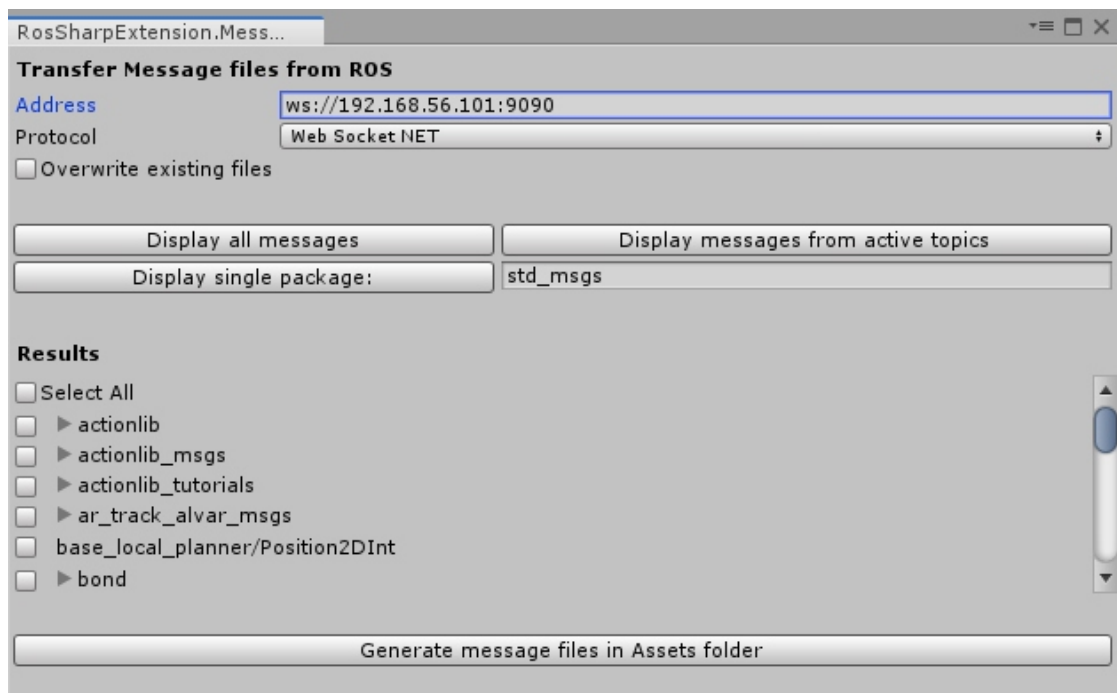 RosSharpExtension.Mess...
Transfer Message files from ROS
Address ws://192.168.56.101:9090
Protocol Web Socket NET
Overwrite existing files
Display all messages Display messages from active topics
Display single package: std_msgs
Results
Select All
actionlib
actionlib_msgs
actionlib_tutorials
ar_track_alvar_msgs
base_local_planner/Position2DInt
bond
Generate message files in Assets folder